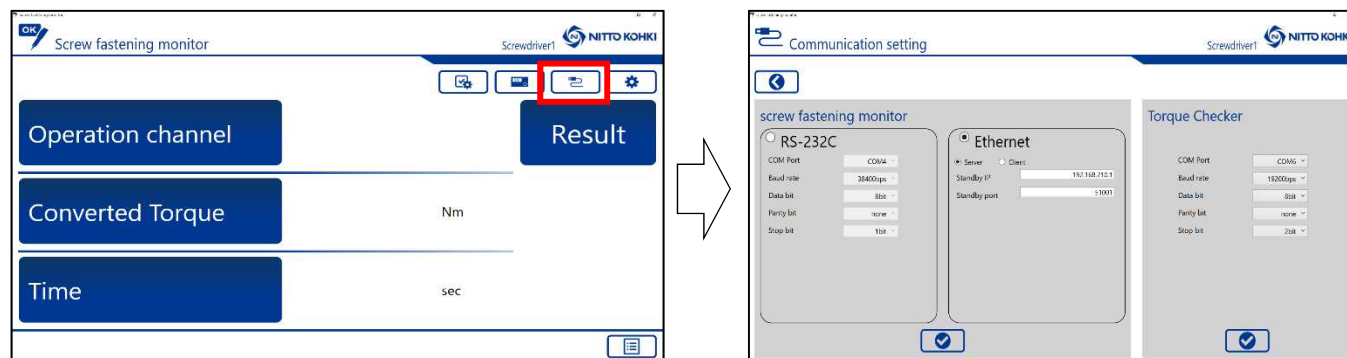 OK
Screw fastening monitor
Screwdriver1
NITTO KOHKI
Operation channel
Result
Converted Torque
Nm
Time
sec
Communication setting
Screwdriver1
NITTO KOHK
screw fastening monitor
RS-232C
COM Port COM4
Baud rate 38400bps
Data bit 8bit
Parity bit none
Stop bit 1bit
Ethernet
Server Client
Standby IP 192.168.210.1
Standby port 51001
Torque Checker
COM Port COM6
Baud rate 19200bps
Data bit 8bit
Parity bit none
Stop bit 2bit